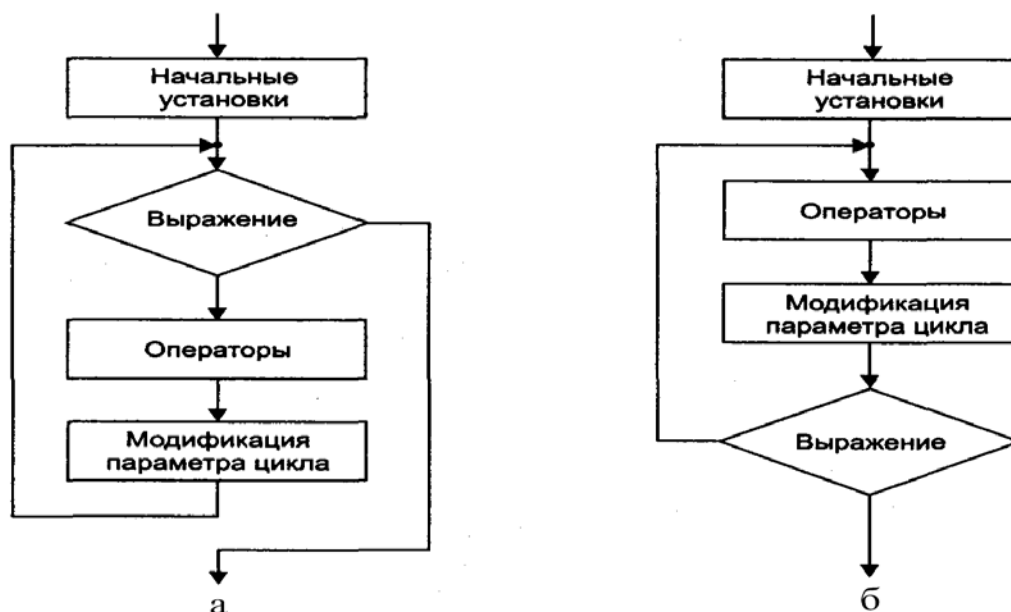 Начальные
установки
Выражение
Операторы
Модификация
параметра цикла
а
Начальные
установки
Операторы
Модификация
параметра цикла
Выражение
б